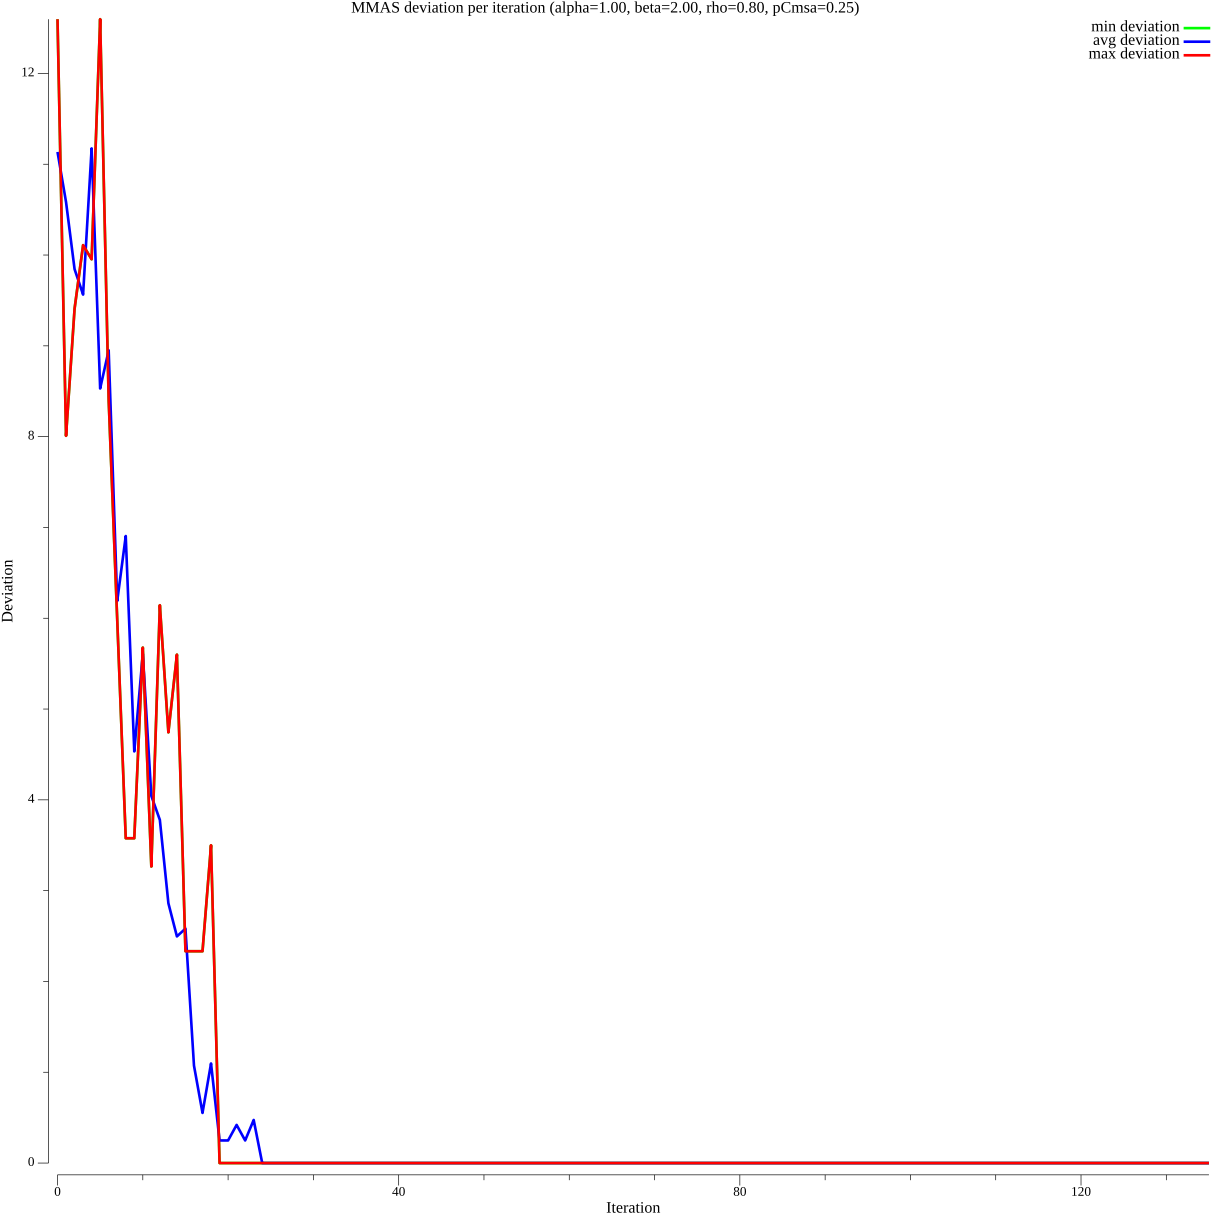 MMAS deviation per iteration (alpha=1.00, beta=2.00, rho=0.80, pCmsa=0.25)
min deviation
avg deviation
max deviation
12
8
4
0
Deviation
0 40 80 120
Iteration